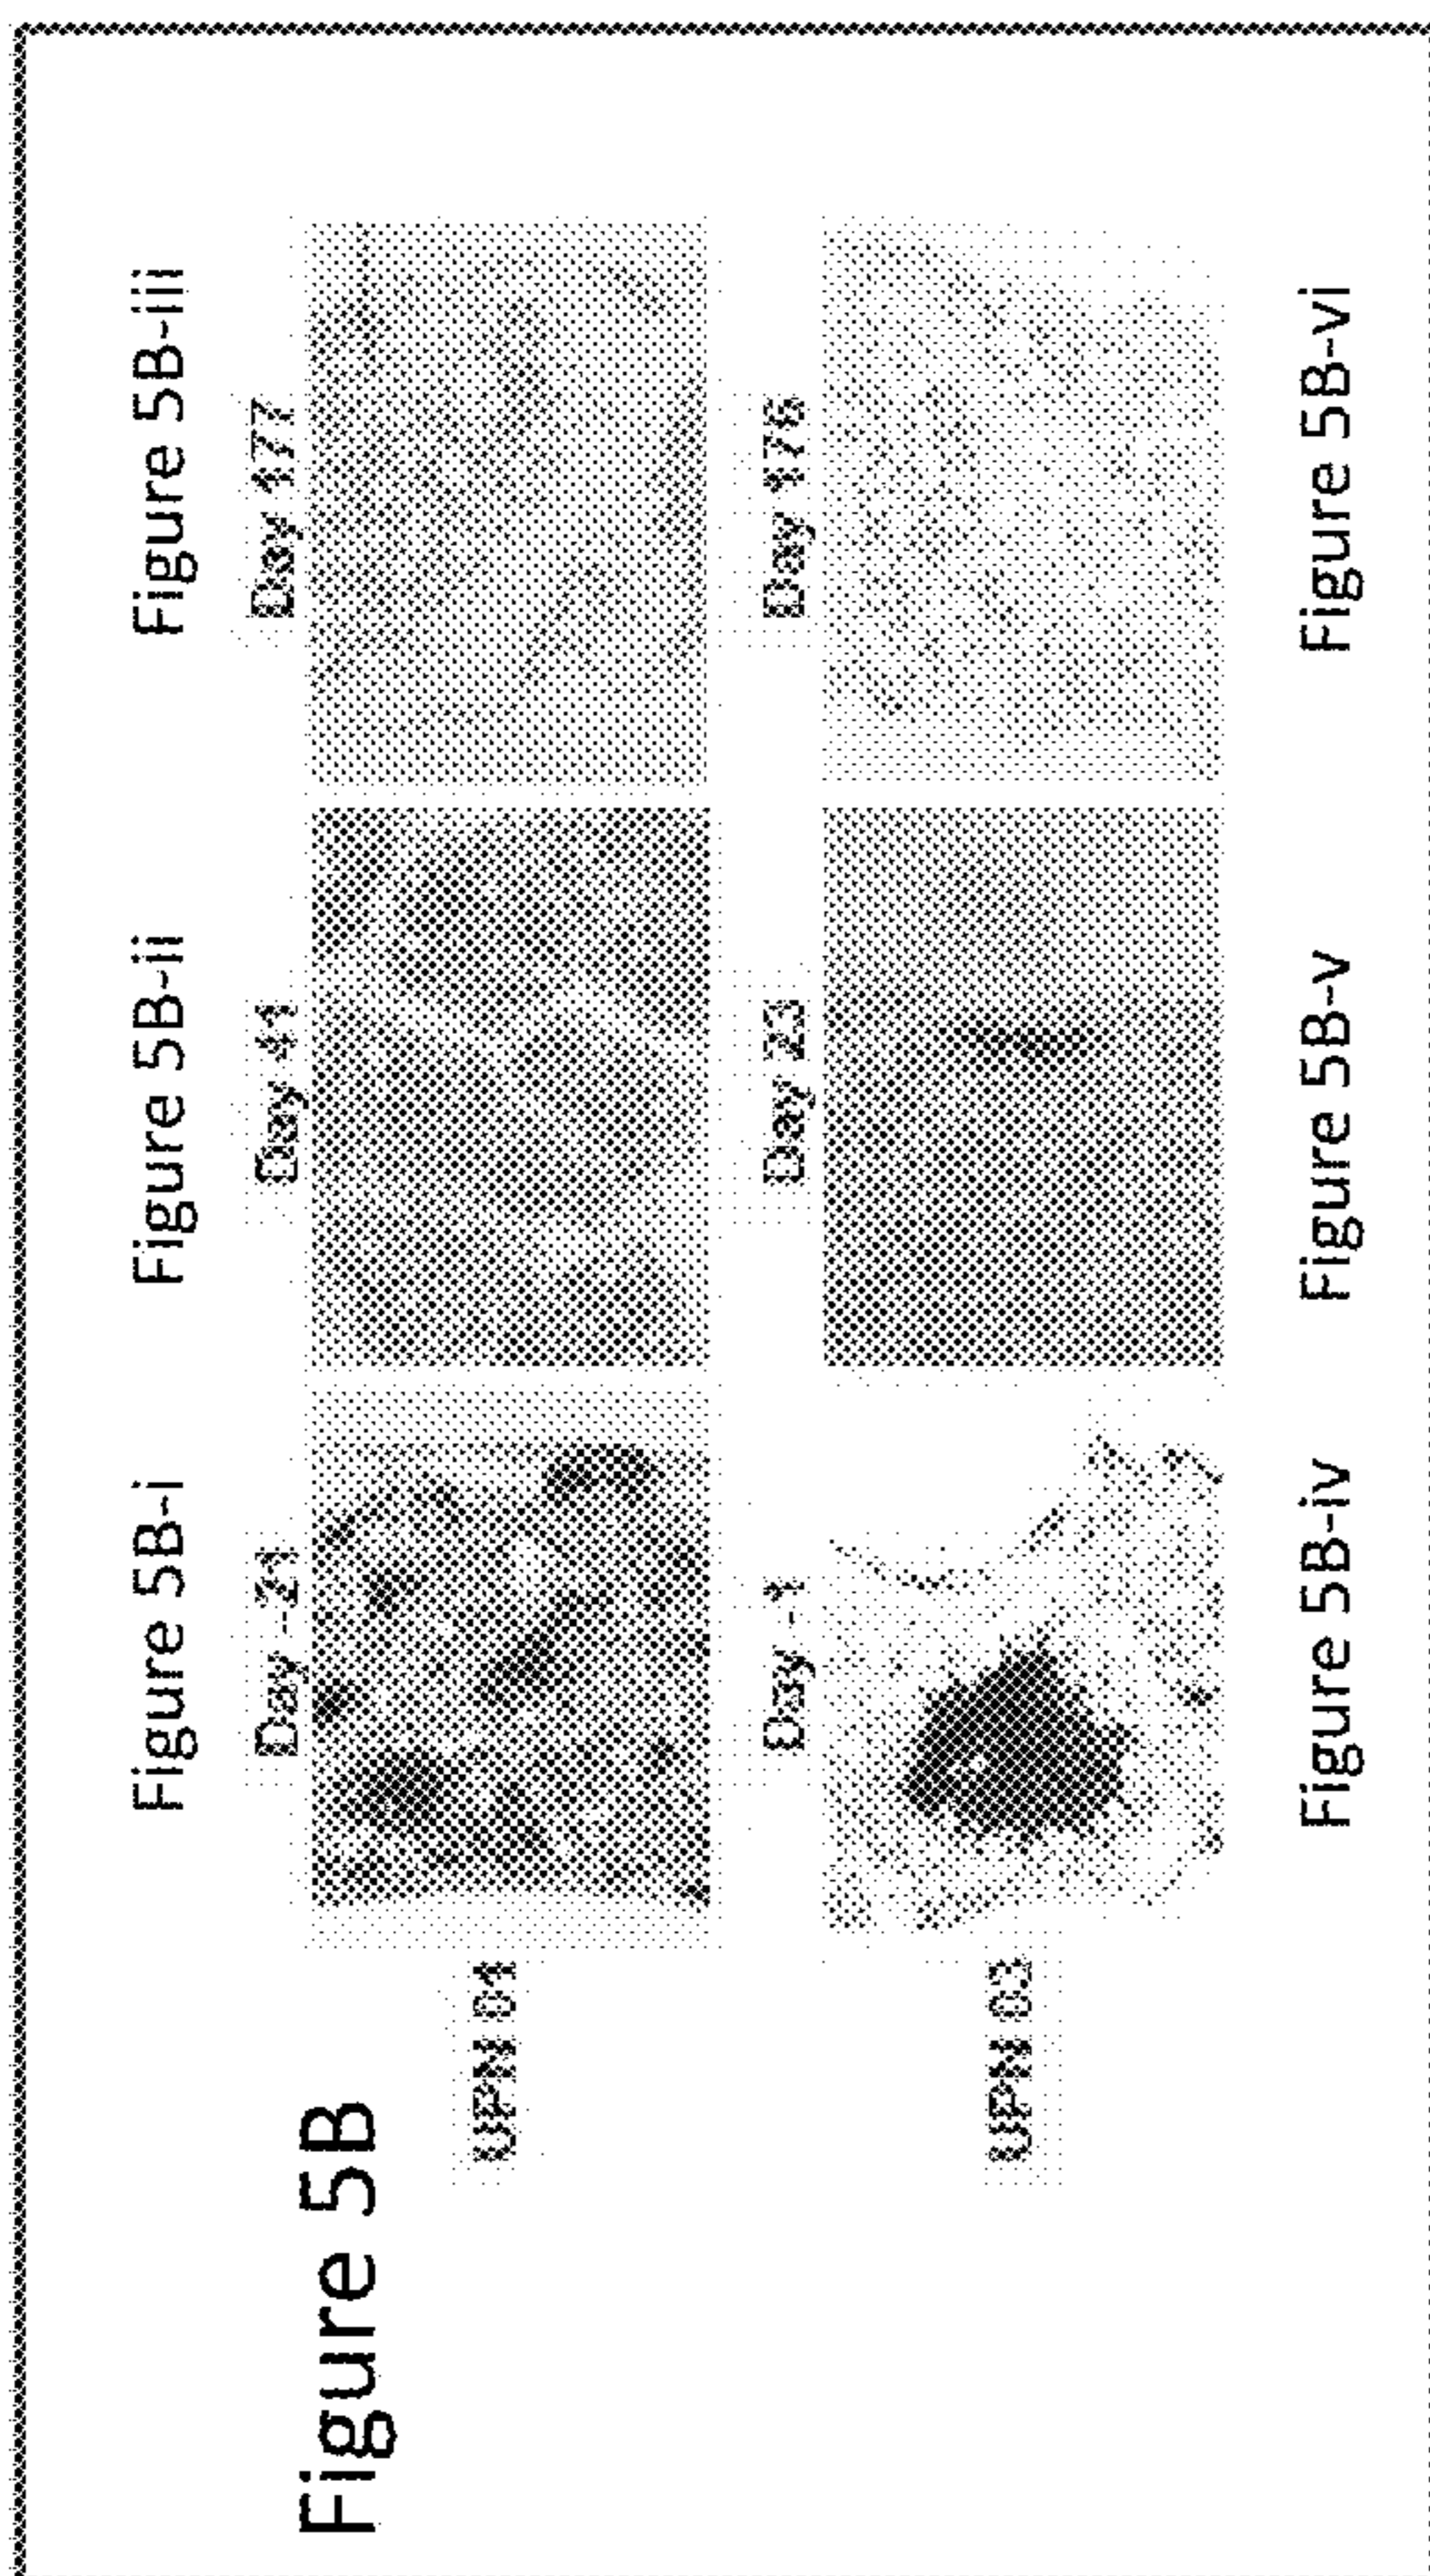 Figure 5B-i
Figure 5B-ii
Figure 5B-iii
Day -21
Day 41
Day 177
Figure 5B
UPN 01
Day -1
Day 23
Day 176
UPN 03
Figure 5B-iv
Figure 5B-v
Figure 5B-vi